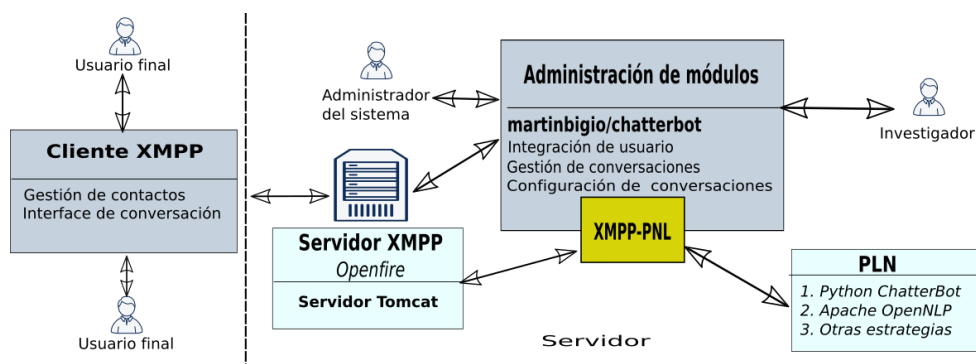 Usuario final
Cliente XMPP
Gestión de contactos
Interface de conversación
Usuario final
Administrador
del sistema
Servidor XMPP
Openfire
Servidor Tomcat
Administración de módulos
martinbigio/chatterbot
Integración de usuario
Gestión de conversaciones
Configuración de conversaciones
XMPP-PNL
Investigador
PLN
1. Python ChatterBot
2. Apache OpenNLP
3. Otras estrategias
Servidor